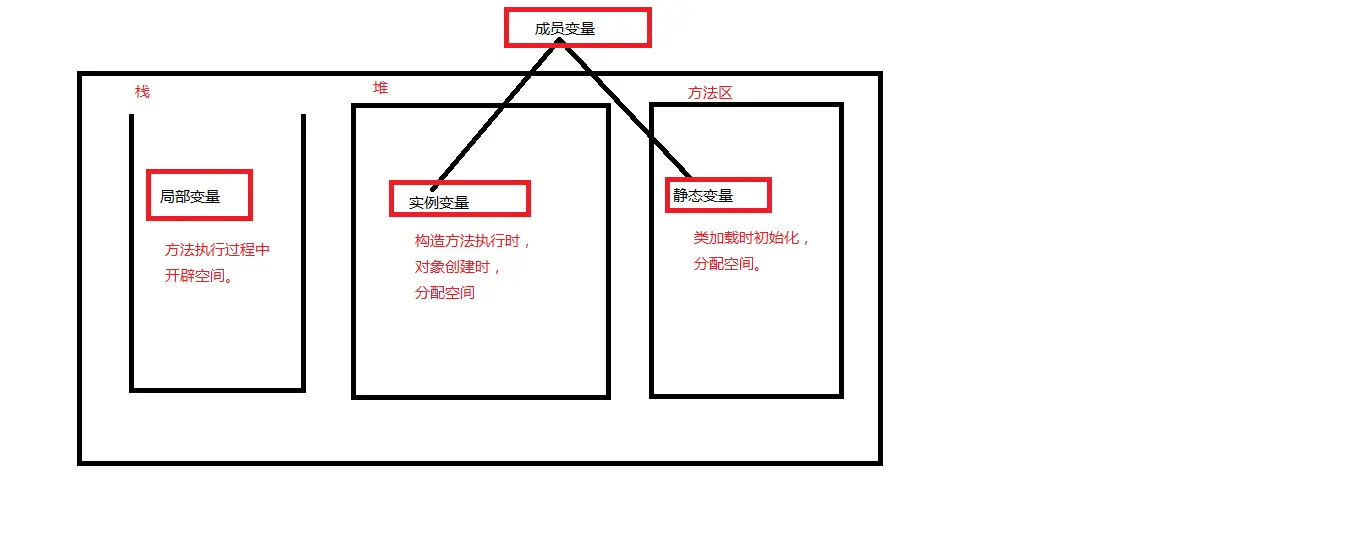 成员变量
栈
堆
方法区
局部变量
方法执行过程中
开辟空间。
实例变量
构造方法执行时，
对象创建时，
分配空间
静态变量
类加载时初始化，
分配空间。